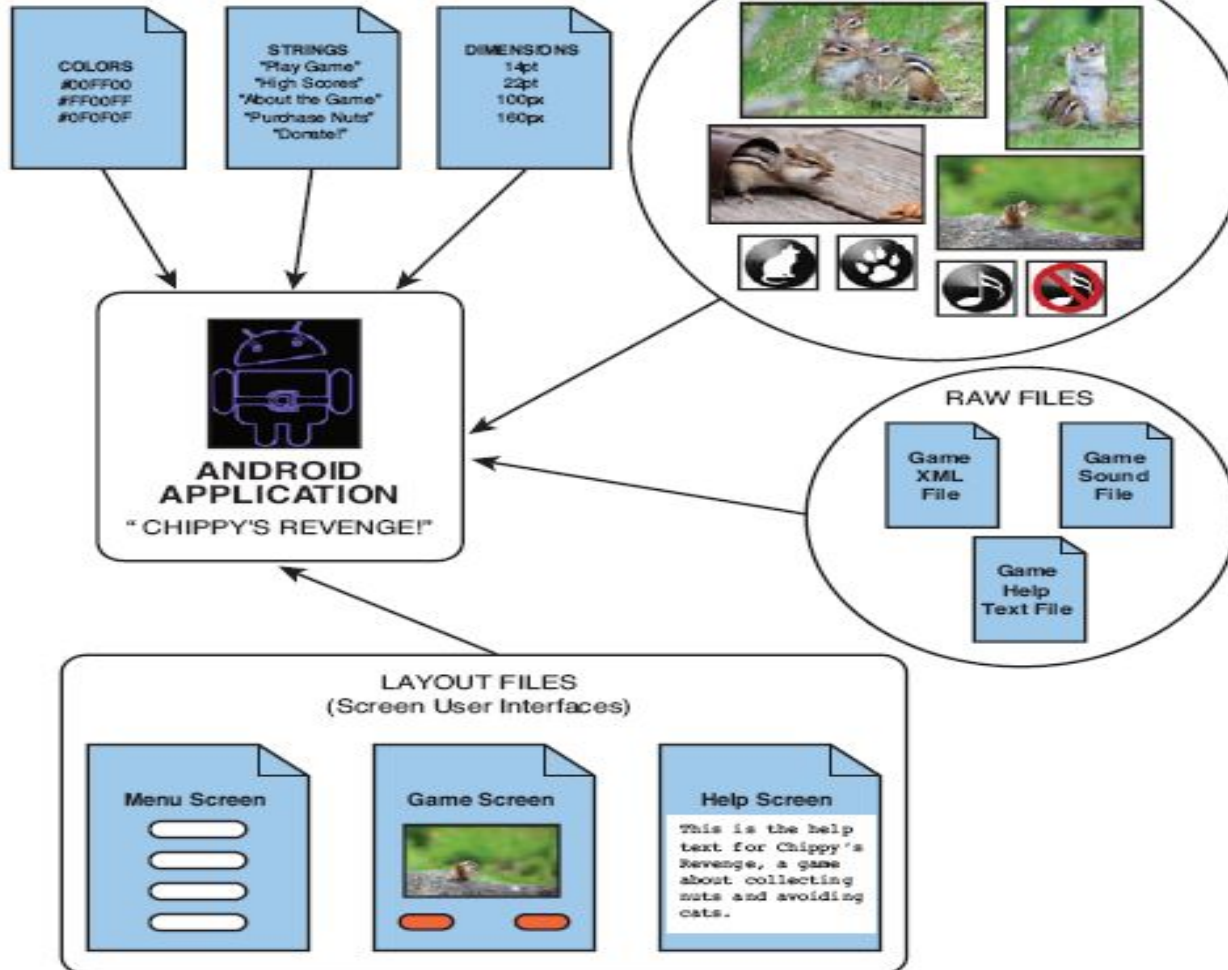 COLORS
#00FF00
#FF00FF
#0F0F0F
STRINGS
"Play Game"
"High Scores"
"About the Game"
"Purchase Nuts"
"Donate!"
DIMENSIONS
14pt
22pt
100px
160px
ANDROID
APPLICATION
"CHIPPY'S REVENGE!"
RAW FILES
Game
XML
File
Game
Sound
File
Game
Help
Text File
LAYOUT FILES
(Screen User Interfaces)
Menu Screen
Game Screen
Help Screen
This is the help
text for Chippy's
Revenge, a game
about collecting
nuts and avoiding
cats.